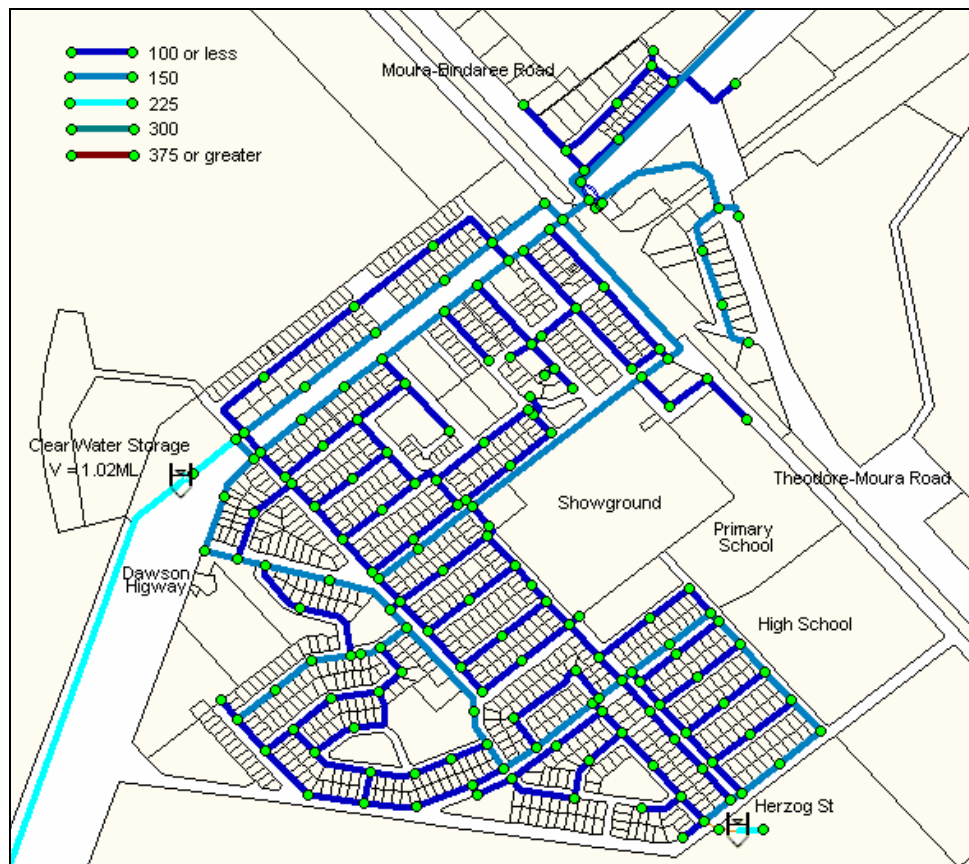 100 or less
150
225
300
375 or greater
Moura-Bindaree Road
Clear Water Storage
V = 1.02ML
Showground
Theodore-Moura Road
Primary
School
Dawson
Higway
High School
Herzog St